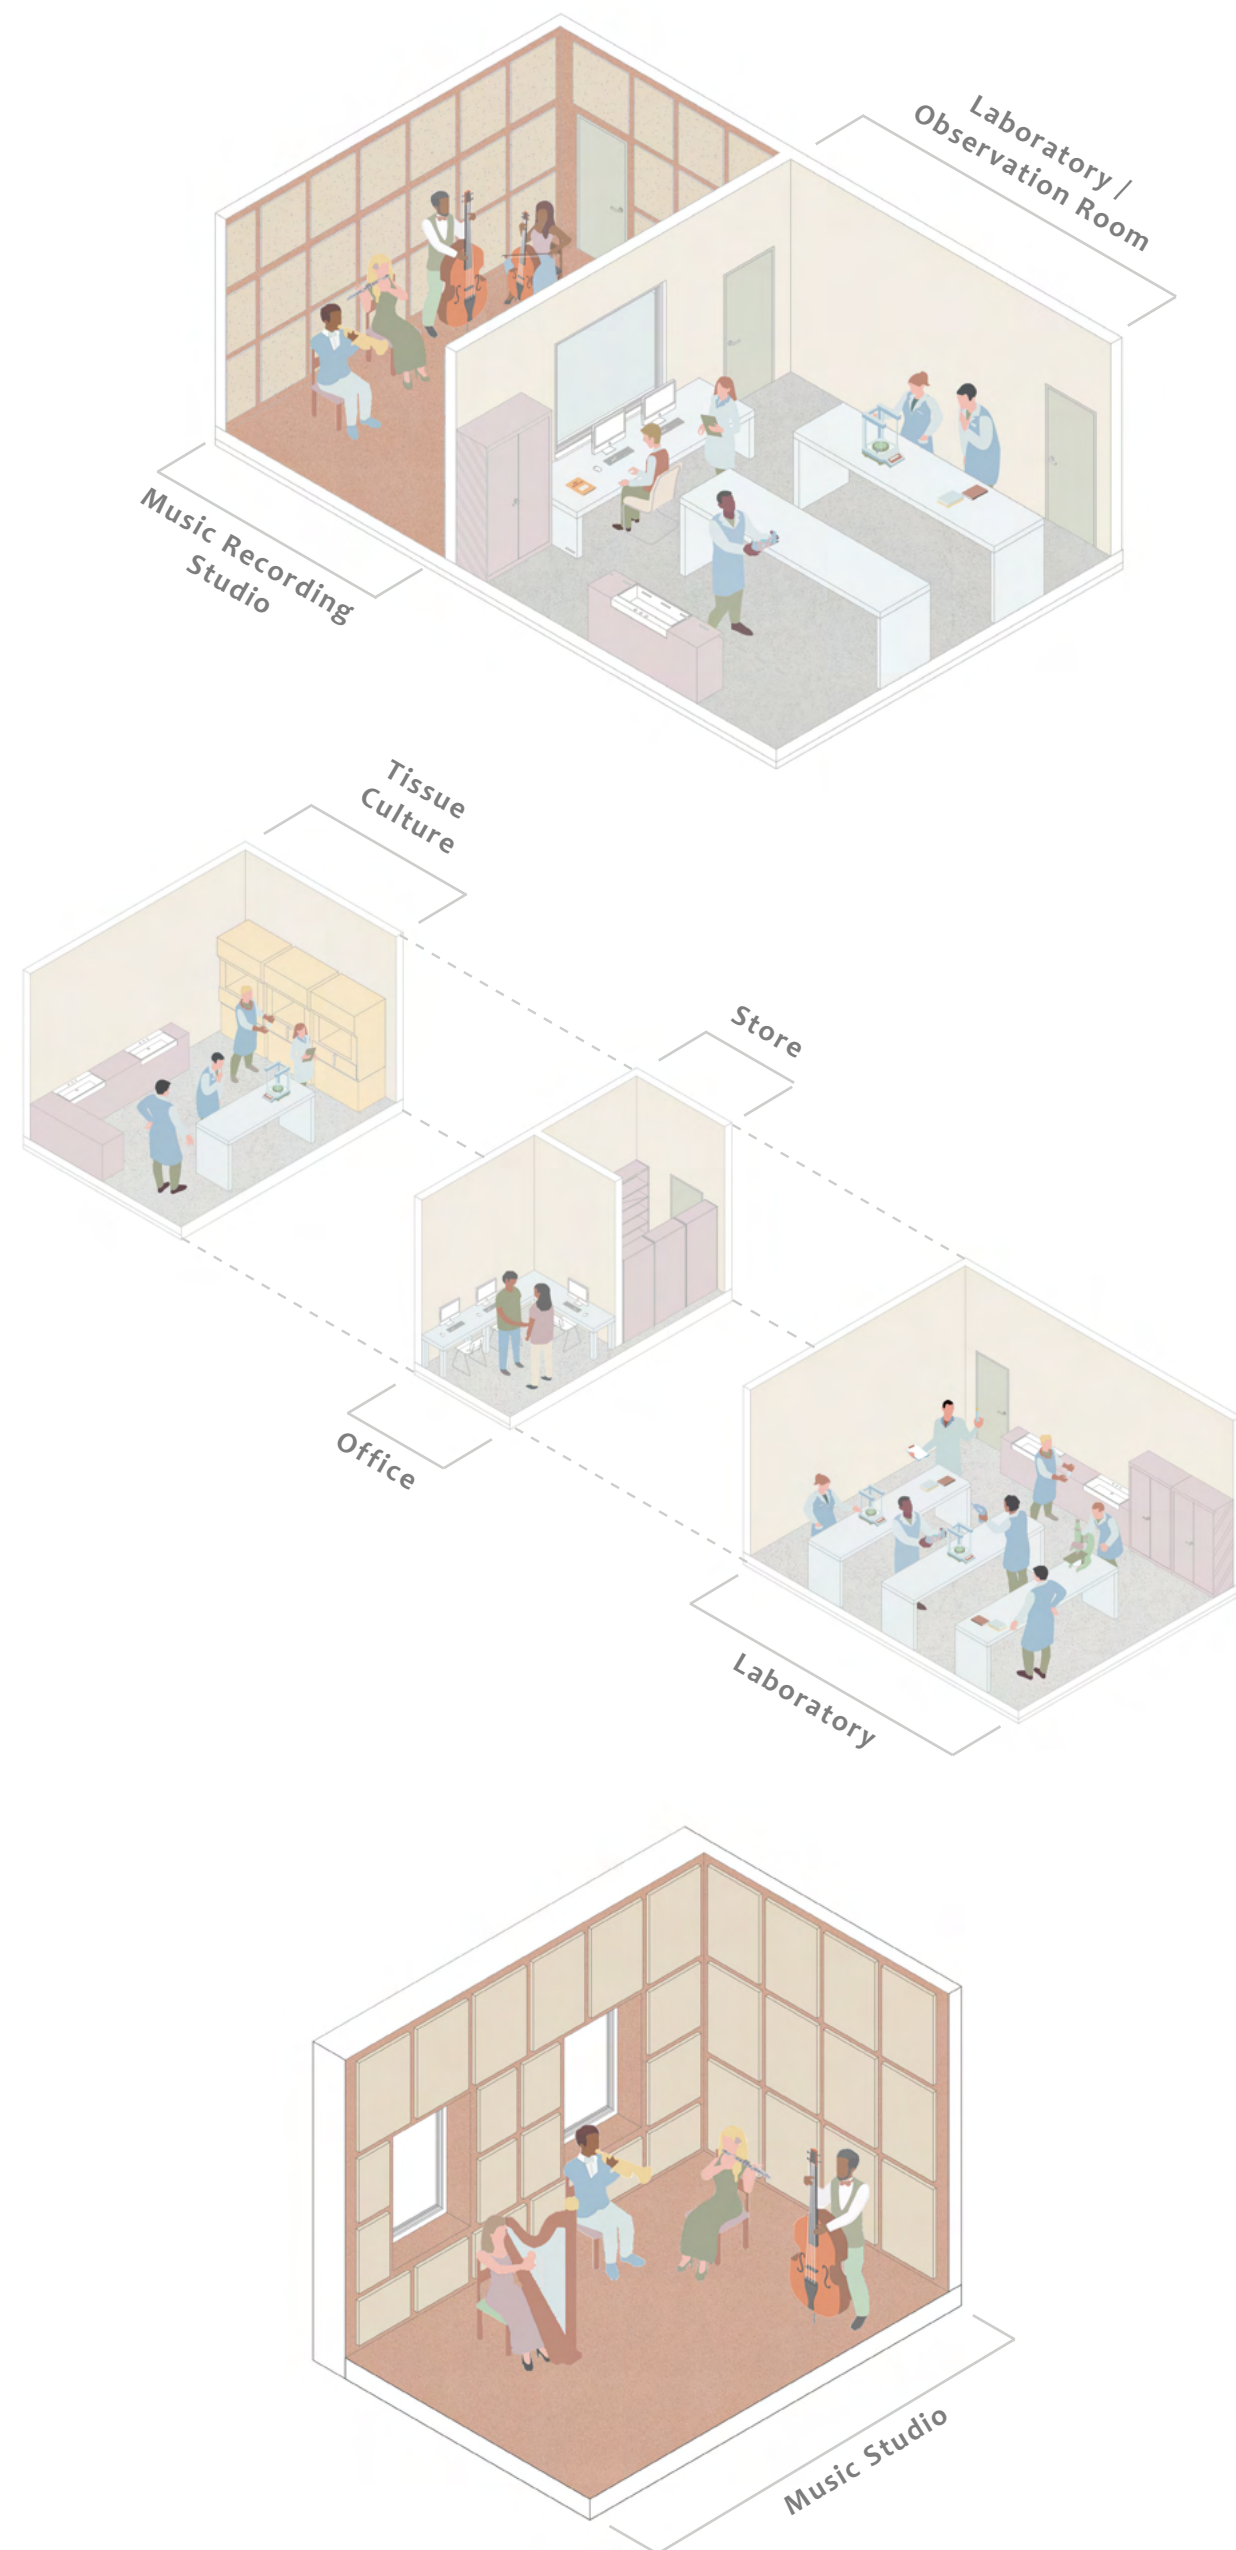 Laboratory /
Observation Room
Music Recording
Studio
Tissue
Culture
Store
Office
Laboratory
Music Studio